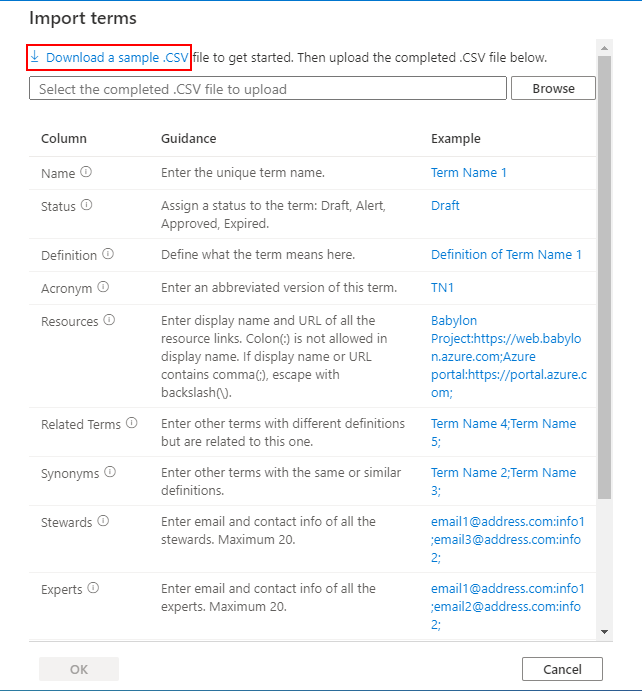 Import terms
Download a sample .CSV file to get started. Then upload the completed .CSV file below.
Select the completed .CSV file to upload
Browse
Column Guidance Example
Name Enter the unique term name. Term Name 1
Status Assign a status to the term: Draft, Alert, Draft
Approved, Expired.
Definition Define what the term means here. Definition of Term Name 1
Acronym Enter an abbreviated version of this term. TN1
Resources Enter display name and URL of all the Babylon
resource links. Colon(:) is not allowed in Project:https://web.babylo
display name. If display name or URL n.azure.com;Azure
contains comma(;), escape with portal:https://portal.azure.c
backslash(\). om;
Related Terms Enter other terms with different definitions Term Name 4;Term Name
but are related to this one. 5;
Synonyms Enter other terms with the same or similar Term Name 2;Term Name
definitions. 3;
Stewards Enter email and contact info of all the email1@address.com:info1
stewards. Maximum 20. ;email3@address.com:info
2;
Experts Enter email and contact info of all the email1@address.com:info1
experts. Maximum 20. ;email2@address.com:info
2;
OK Cancel